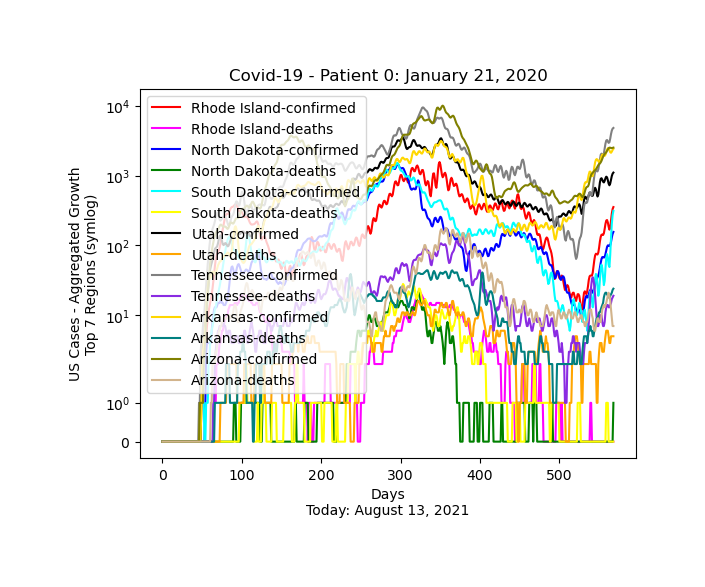 Covid-19 - Patient 0: January 21, 2020
US Cases - Aggregated Growth
Top 7 Regions (symlog)
10⁴
10³
10²
10¹
10⁰
0
Rhode Island-confirmed
Rhode Island-deaths
North Dakota-confirmed
North Dakota-deaths
South Dakota-confirmed
South Dakota-deaths
Utah-confirmed
Utah-deaths
Tennessee-confirmed
Tennessee-deaths
Arkansas-confirmed
Arkansas-deaths
Arizona-confirmed
Arizona-deaths
0 100 200 300 400 500
Days
Today: August 13, 2021